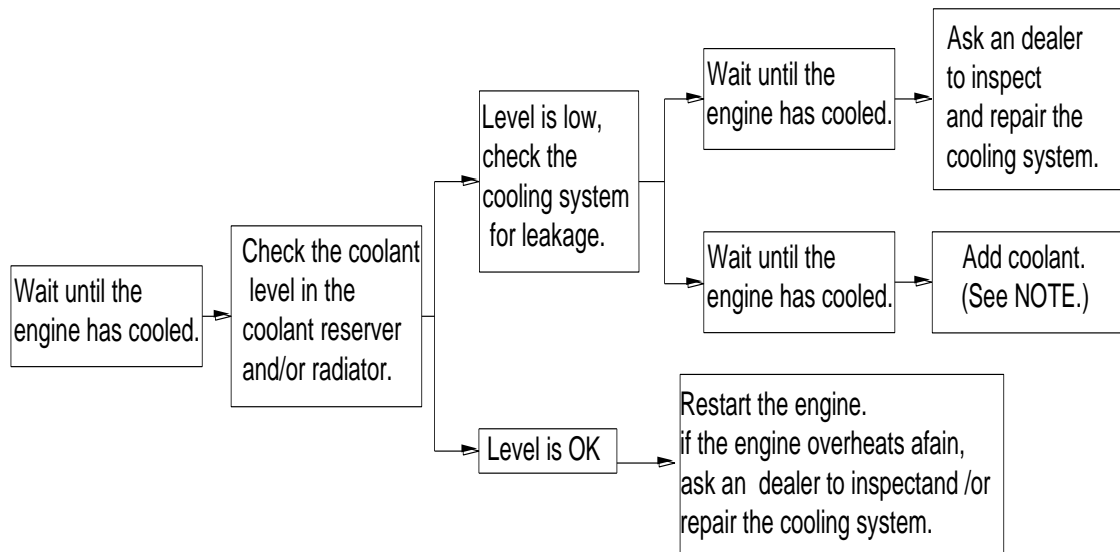 Wait until the
engine has cooled.
Check the coolant
level in the
coolant reserver
and/or radiator.
Level is low,
check the
cooling system
for leakage.
Wait until the
engine has cooled.
Ask an dealer
to inspect
and repair the
cooling system.
Wait until the
engine has cooled.
Add coolant.
(See NOTE.)
Level is OK
Restart the engine.
if the engine overheats afain,
ask an dealer to inspectand /or
repair the cooling system.